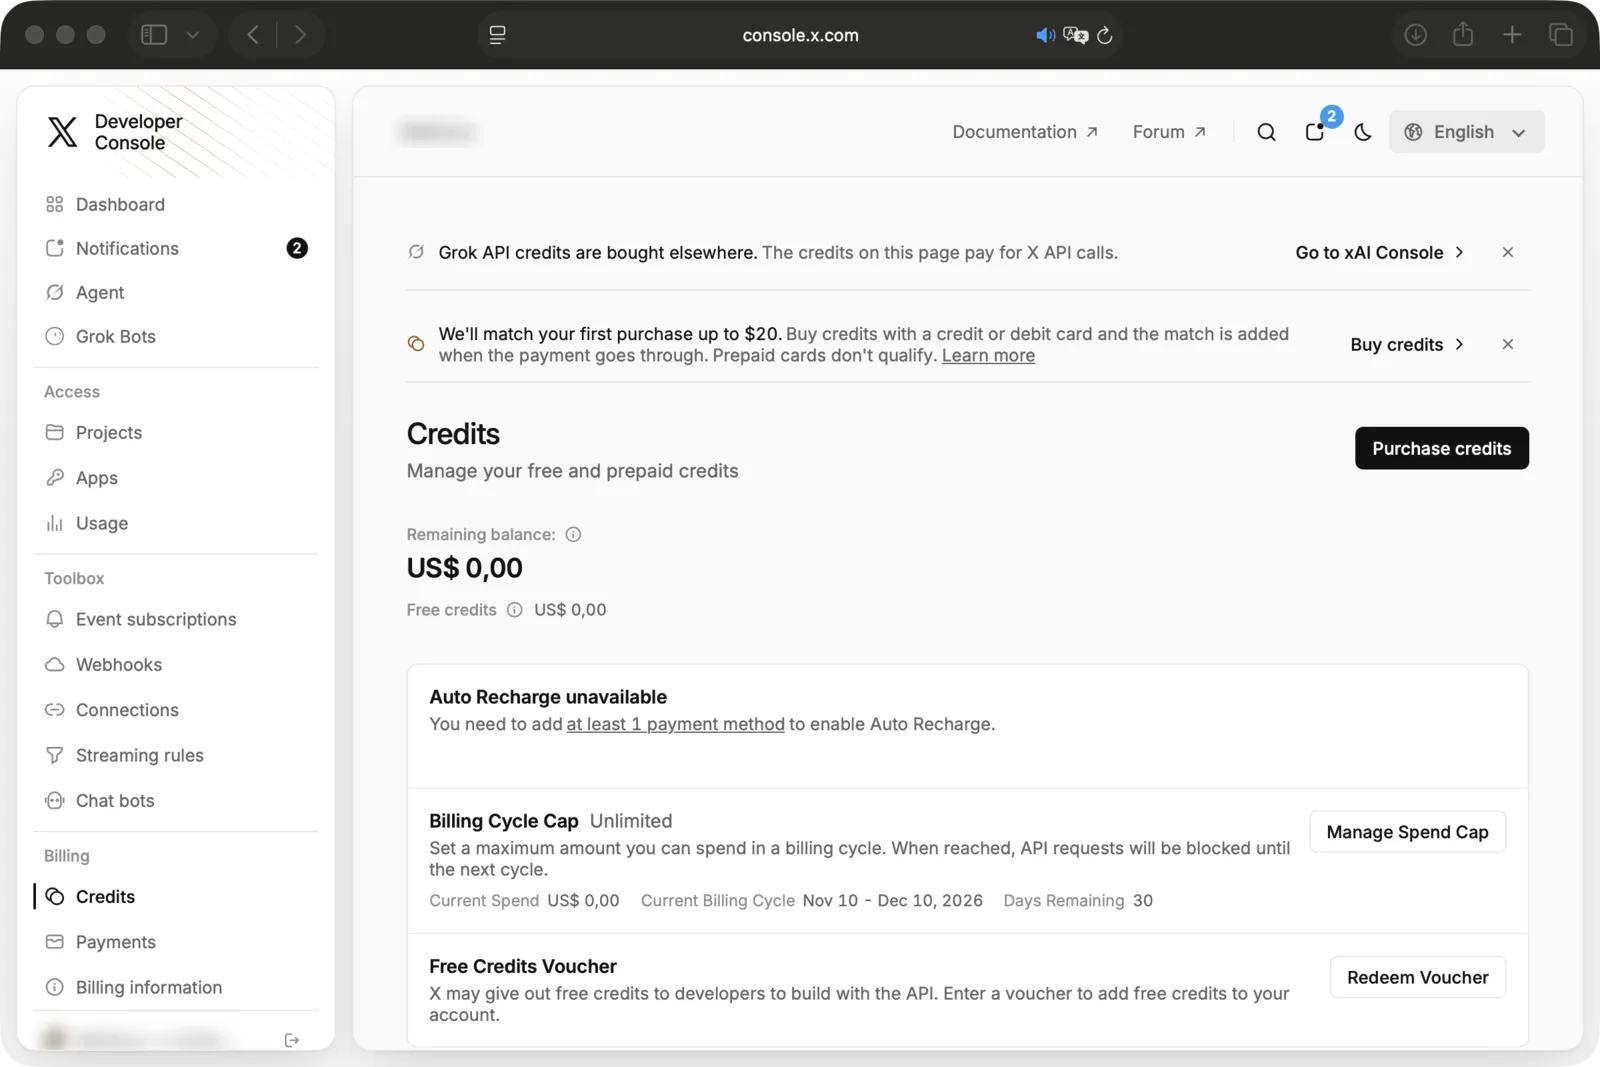 console.x.com
Developer
Console
Dashboard
Notifications 2
Agent
Grok Bots
Access
Projects
Apps
Usage
Toolbox
Event subscriptions
Webhooks
Connections
Streaming rules
Chat bots
Billing
Credits
Payments
Billing information
Documentation
Forum
2
English
Grok API credits are bought elsewhere. The credits on this page pay for X API calls.
Go to xAI Console
We'll match your first purchase up to $20. Buy credits with a credit or debit card and the match is added
when the payment goes through. Prepaid cards don't qualify. Learn more
Buy credits
Credits
Manage your free and prepaid credits
Purchase credits
Remaining balance:
US$ 0,00
Free credits US$ 0,00
Auto Recharge unavailable
You need to add at least 1 payment method to enable Auto Recharge.
Billing Cycle Cap Unlimited
Set a maximum amount you can spend in a billing cycle. When reached, API requests will be blocked until
the next cycle.
Current Spend US$ 0,00 Current Billing Cycle Nov 10 - Dec 10, 2026 Days Remaining 30
Manage Spend Cap
Free Credits Voucher
X may give out free credits to developers to build with the API. Enter a voucher to add free credits to your
account.
Redeem Voucher